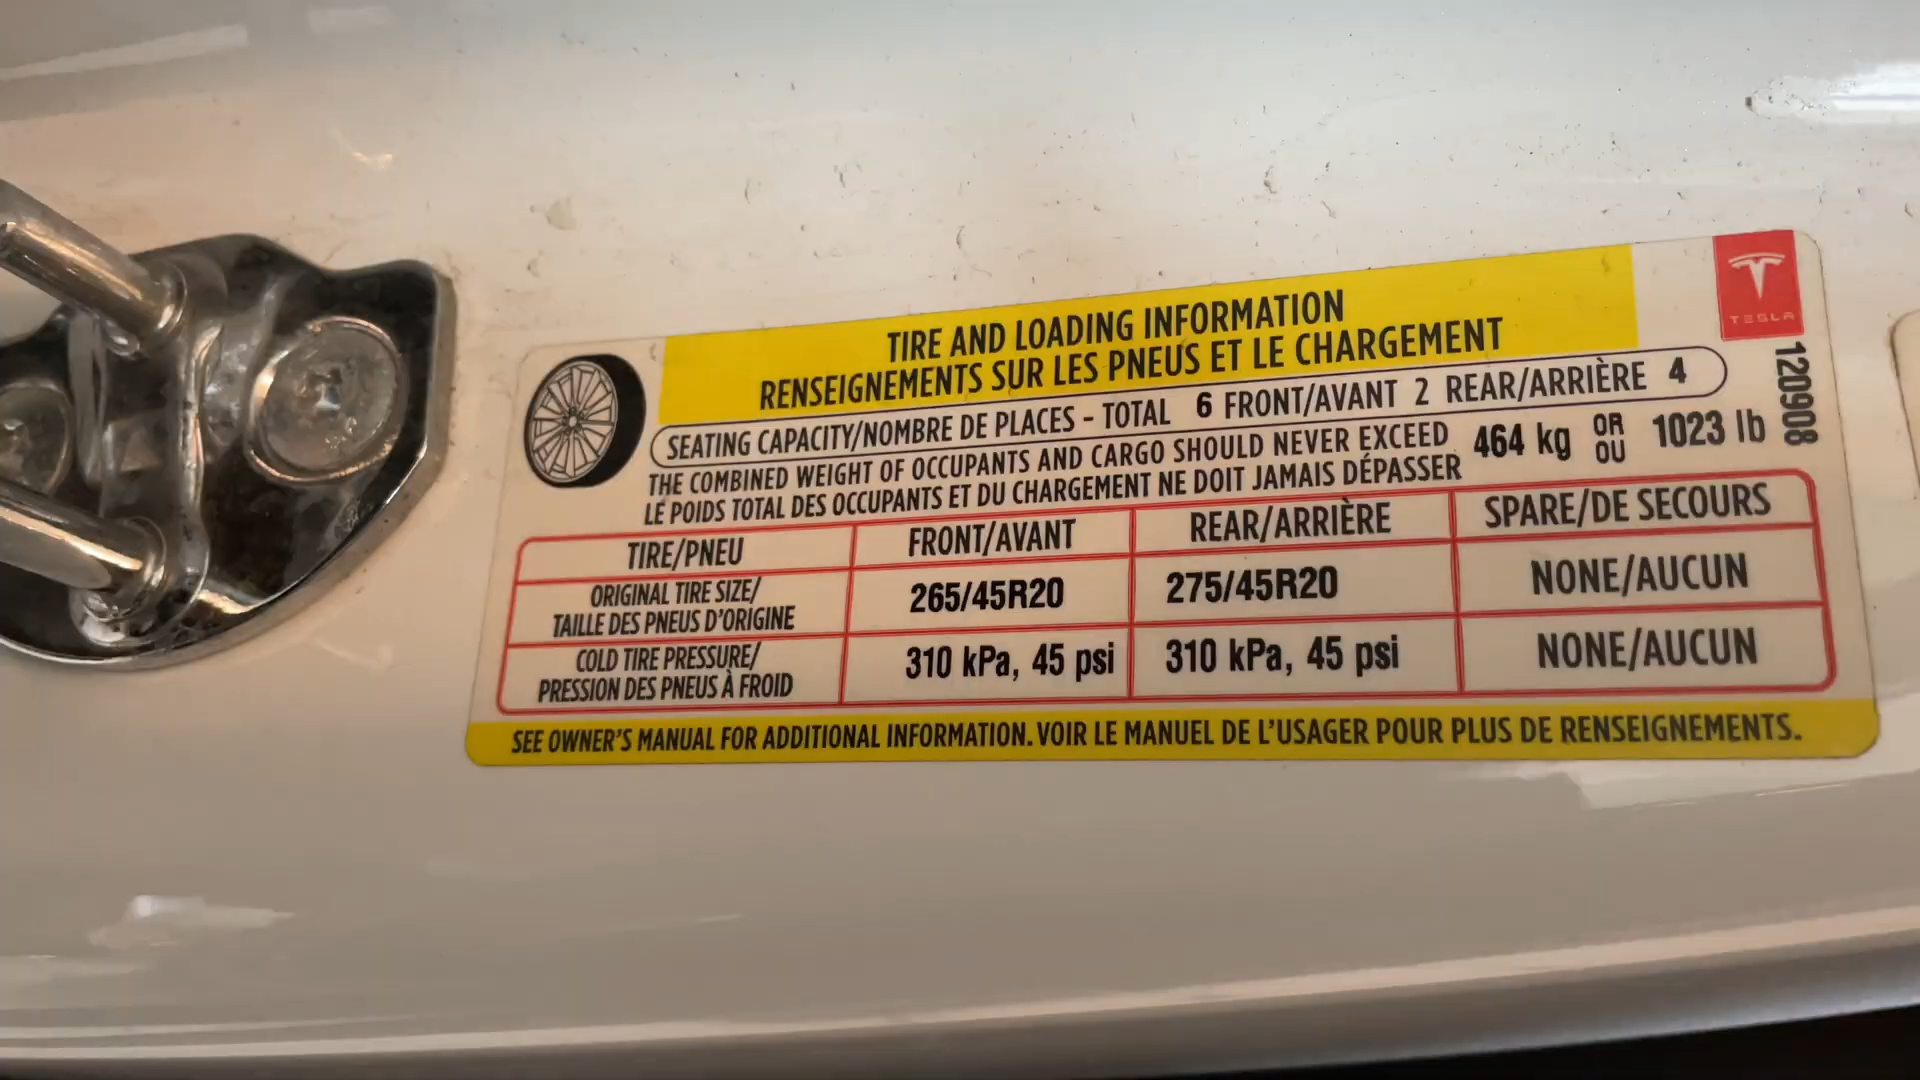 TIRE AND LOADING INFORMATION
RENSEIGNEMENTS SUR LES PNEUS ET LE CHARGEMENT
TESLA
SEATING CAPACITY/NOMBRE DE PLACES - TOTAL 6 FRONT/AVANT 2 REAR/ARRIÈRE 4
THE COMBINED WEIGHT OF OCCUPANTS AND CARGO SHOULD NEVER EXCEED
LE POIDS TOTAL DES OCCUPANTS ET DU CHARGEMENT NE DOIT JAMAIS DÉPASSER
464 kg OR OU 1023 lb
120908
TIRE/PNEU FRONT/AVANT REAR/ARRIÈRE SPARE/DE SECOURS
ORIGINAL TIRE SIZE/
TAILLE DES PNEUS D'ORIGINE
265/45R20 275/45R20 NONE/AUCUN
COLD TIRE PRESSURE/
PRESSION DES PNEUS À FROID
310 kPa, 45 psi 310 kPa, 45 psi NONE/AUCUN
SEE OWNER'S MANUAL FOR ADDITIONAL INFORMATION. VOIR LE MANUEL DE L'USAGER POUR PLUS DE RENSEIGNEMENTS.